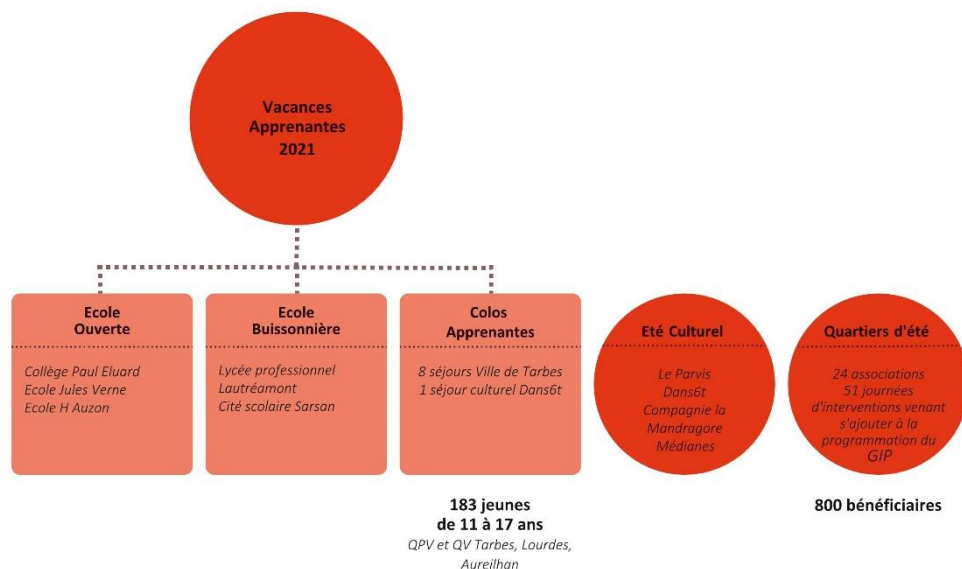 Vacances
Apprenantes
2021
Ecole
Ouverte
Collège Paul Eluard
Ecole Jules Verne
Ecole H Auzon
Ecole
Buissonnière
Lycée professionnel
Lautréamont
Cité scolaire Sarsan
Colos
Apprenantes
8 séjours Ville de Tarbes
1 séjour culturel Dans6t
183 jeunes
de 11 à 17 ans
QPV et QV Tarbes, Lourdes,
Aureilhan
Eté Culturel
Le Parvis
Dans6t
Compagnie la
Mandragore
Médianes
Quartiers d'été
24 associations
51 journées
d'interventions venant
s'ajouter à la
programmation du
GIP
800 bénéficiaires